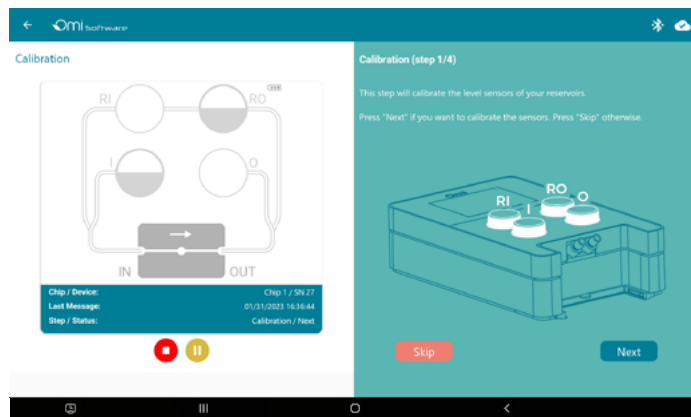 Omi Software
Calibration
RI
RO
I
O
IN
OUT
Chip / Device: Chip 1 / SN 27
Last Message: 01/31/2023 16:36:44
Step / Status: Calibration / Next
Calibration (step 1/4)
This step will calibrate the level sensors of your reservoirs.
Press "Next" if you want to calibrate the sensors. Press "Skip" otherwise.
RI
I
RO
O
Skip
Next